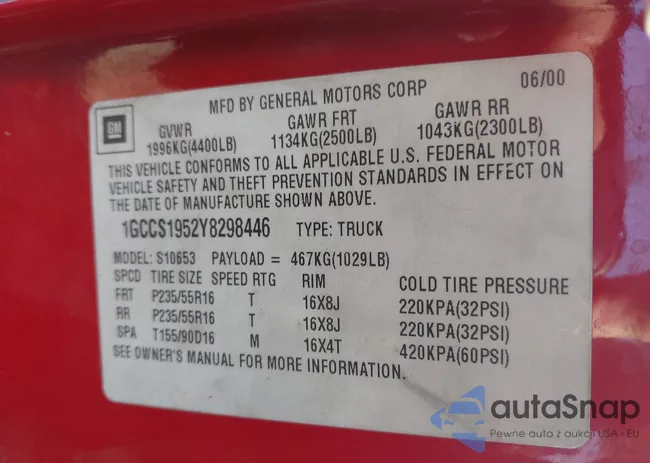 06/00
MFD BY GENERAL MOTORS CORP
GM
GVWR GAWR FRT GAWR RR
1996KG(4400LB) 1134KG(2500LB) 1043KG(2300LB)
THIS VEHICLE CONFORMS TO ALL APPLICABLE U.S. FEDERAL MOTOR
VEHICLE SAFETY AND THEFT PREVENTION STANDARDS IN EFFECT ON
THE DATE OF MANUFACTURE SHOWN ABOVE.
1GCCS1952Y8298446 TYPE: TRUCK
MODEL: S10653 PAYLOAD = 467KG(1029LB)
SPCD TIRE SIZE SPEED RTG RIM COLD TIRE PRESSURE
FRT P235/55R16 T 16X8J 220KPA(32PSI)
RR P235/55R16 T 16X8J 220KPA(32PSI)
SPA T155/90D16 M 16X4T 420KPA(60PSI)
SEE OWNER'S MANUAL FOR MORE INFORMATION.
autaSnap
Pewne auta z aukcji USA i EU